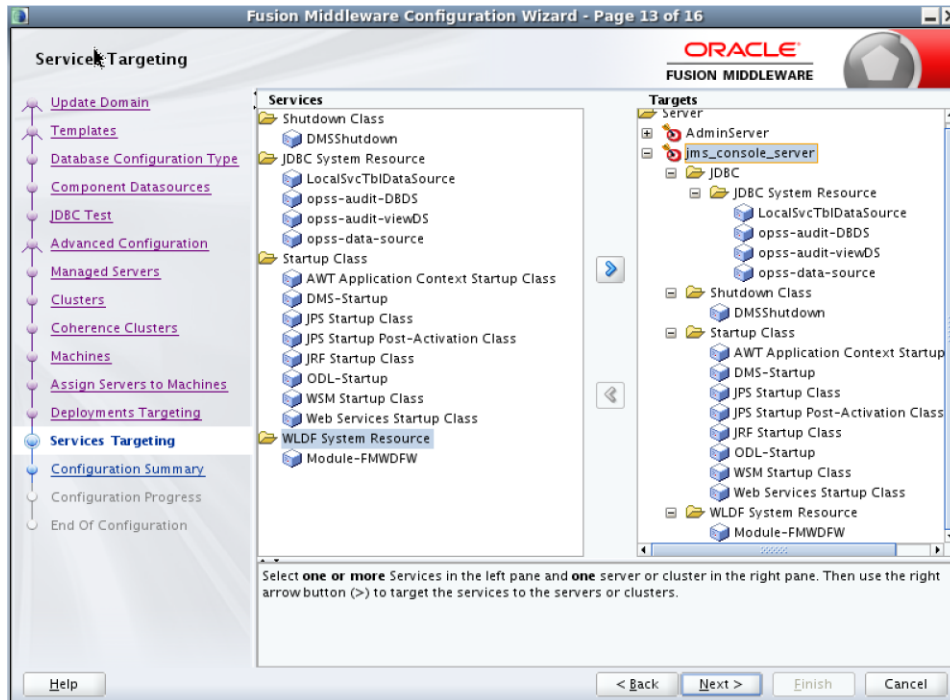 Fusion Middleware Configuration Wizard - Page 13 of 16
Services Targeting
ORACLE
FUSION MIDDLEWARE
Update Domain
Templates
Database Configuration Type
Component Datasources
JDBC Test
Advanced Configuration
Managed Servers
Clusters
Coherence Clusters
Machines
Assign Servers to Machines
Deployments Targeting
Services Targeting
Configuration Summary
Configuration Progress
End Of Configuration
Services
Shutdown Class
DMSShutdown
JDBC System Resource
LocalSvcTblDataSource
opss-audit-DBDS
opss-audit-viewDS
opss-data-source
Startup Class
AWT Application Context Startup Class
DMS-Startup
JPS Startup Class
JPS Startup Post-Activation Class
JRF Startup Class
ODL-Startup
WSM Startup Class
Web Services Startup Class
WLDF System Resource
Module-FMWDFW
Targets
Server
AdminServer
jms_console_server
JDBC
JDBC System Resource
LocalSvcTblDataSource
opss-audit-DBDS
opss-audit-viewDS
opss-data-source
Shutdown Class
DMSShutdown
Startup Class
AWT Application Context Startup
DMS-Startup
JPS Startup Class
JPS Startup Post-Activation Class
JRF Startup Class
ODL-Startup
WSM Startup Class
Web Services Startup Class
WLDF System Resource
Module-FMWDFW
Select one or more Services in the left pane and one server or cluster in the right pane. Then use the right
arrow button (>) to target the services to the servers or clusters.
Help
< Back
Next >
Finish
Cancel